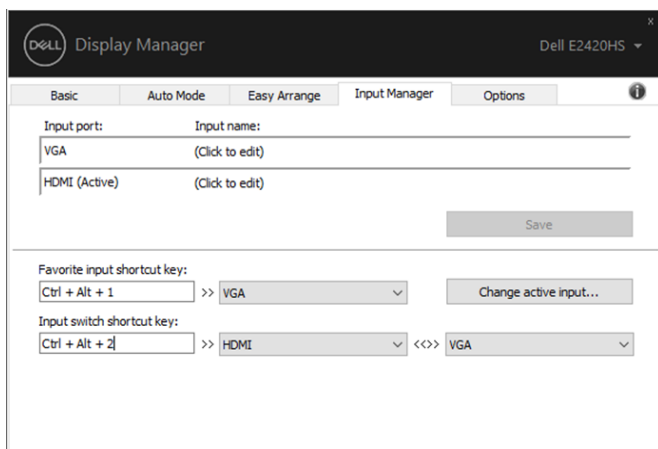 x
DELL Display Manager Dell E2420HS
Basic Auto Mode Easy Arrange Input Manager Options i
Input port: Input name:
VGA (Click to edit)
HDMI (Active) (Click to edit)
Save
Favorite input shortcut key:
Ctrl + Alt + 1 >> VGA Change active input...
Input switch shortcut key:
Ctrl + Alt + 2 >> HDMI <<>> VGA